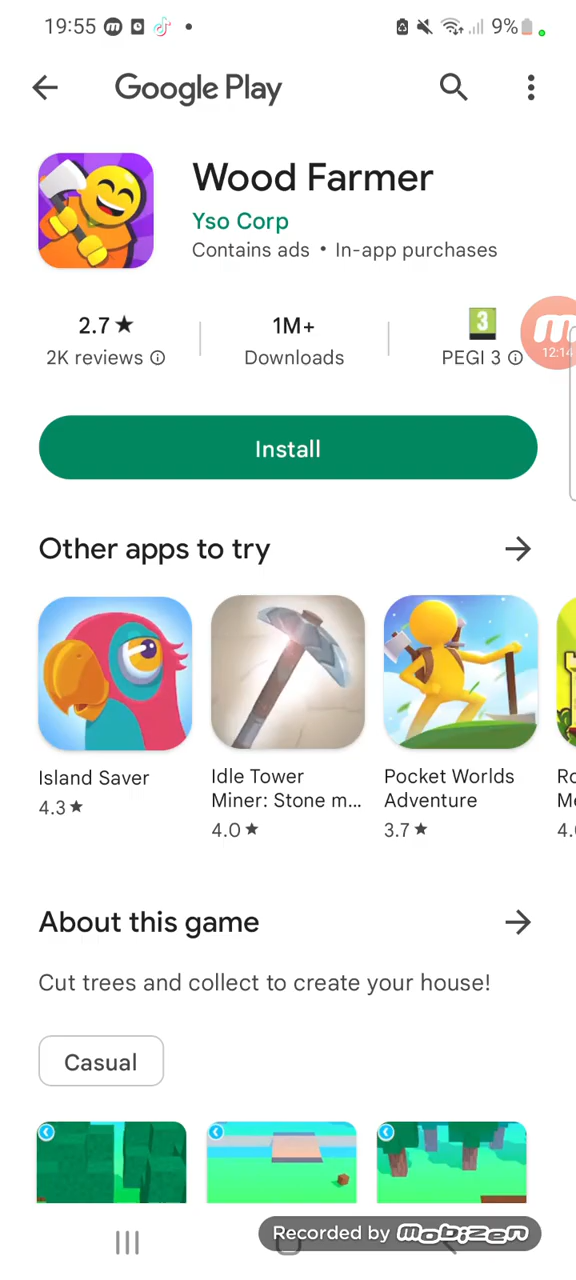 19:55
9%
Google Play
Wood Farmer
Yso Corp
Contains ads • In-app purchases
2.7★
2K reviews
1M+
Downloads
3
PEGI 3
12:14
Install
Other apps to try
Island Saver
4.3★
Idle Tower
Miner: Stone m...
4.0★
Pocket Worlds
Adventure
3.7★
About this game
Cut trees and collect to create your house!
Casual
Recorded by mobizen